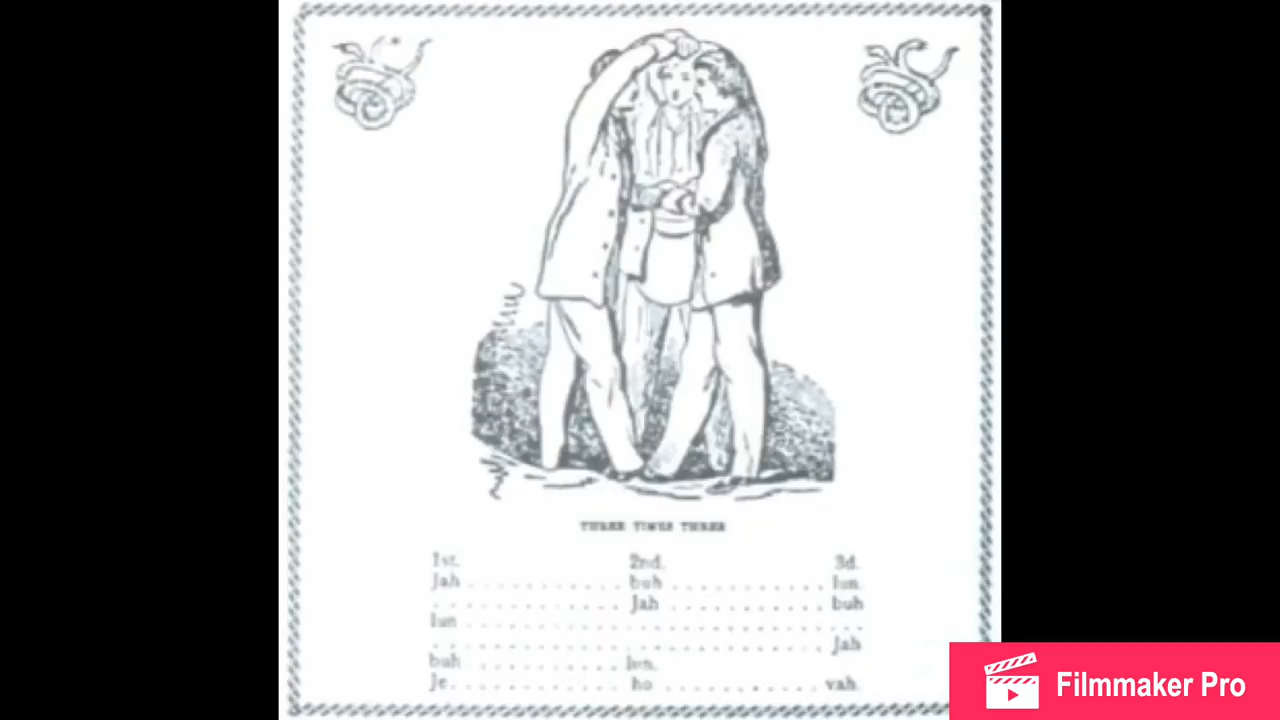 THREE TIMES THREE
1st. 2nd. 3d.
Jah . . . . . . . . . . . buh . . . . . . . . . . . lun.
. . . . . . . . . . . . . Jah . . . . . . . . . . . buh
lun . . . . . . . . . . . . . . . . . . . . . . . . . .
. . . . . . . . . . . . . . . . . . . . . . . . . . Jah
buh . . . . . . . . . . lun.
Je. . . . . . . . . . . . ho . . . . . . . . . . . vah.
Filmmaker Pro